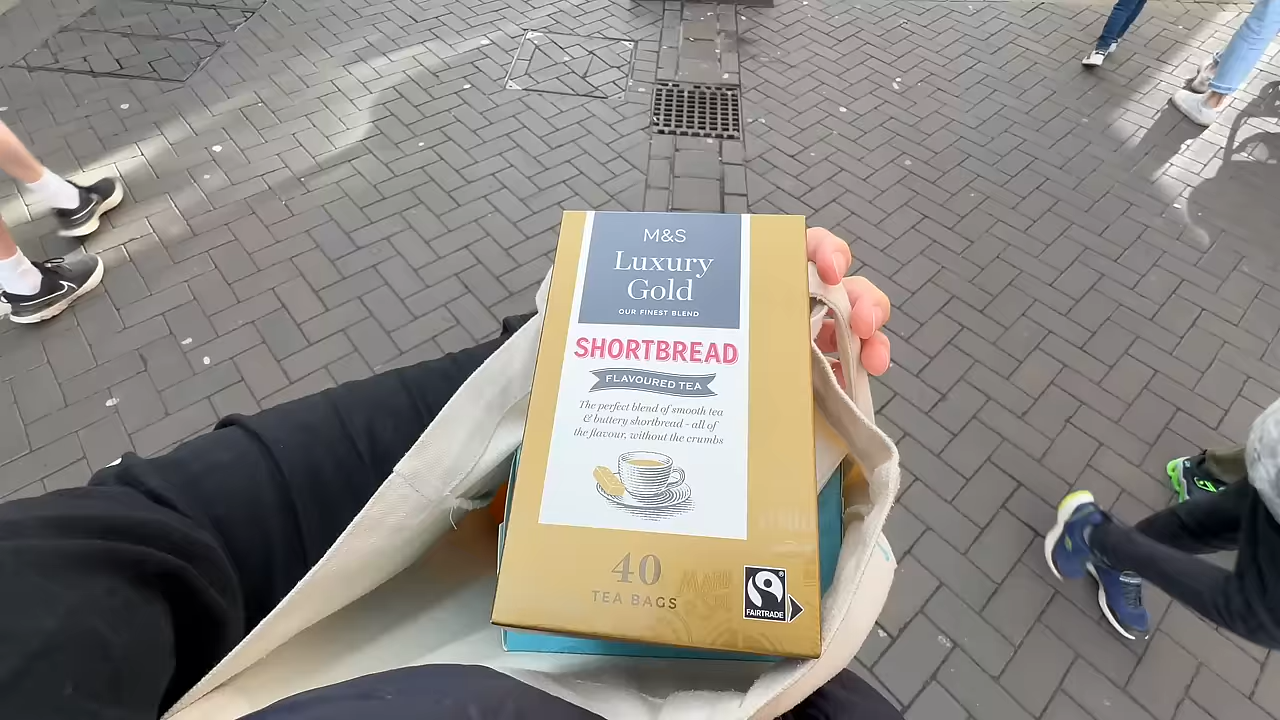 M&S
Luxury
Gold
OUR FINEST BLEND
SHORTBREAD
FLAVOURED TEA
The perfect blend of smooth tea
& buttery shortbread - all of
the flavour, without the crumbs
40
TEA BAGS
FAIRTRADE